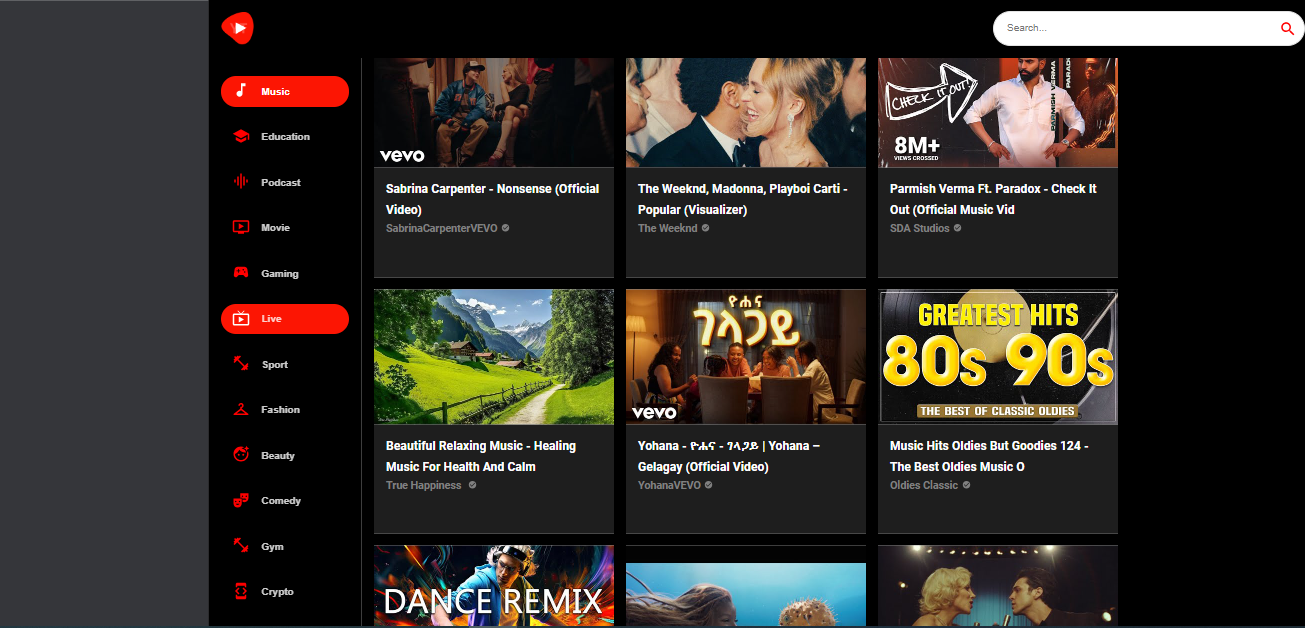 Search...
Music
Education
Podcast
Movie
Gaming
Live
Sport
Fashion
Beauty
Comedy
Gym
Crypto
vevo
CHECK IT OUT!
8M+
VIEWS CROSSED
PARMISH VERMA
Sabrina Carpenter - Nonsense (Official
Video)
SabrinaCarpenterVEVO
The Weeknd, Madonna, Playboi Carti -
Popular (Visualizer)
The Weeknd
Parmish Verma Ft. Paradox - Check It
Out (Official Music Vid
SDA Studios
ዮሐና
ገላጋይ
vevo
GREATEST HITS
80s 90s
THE BEST OF CLASSIC OLDIES
Beautiful Relaxing Music - Healing
Music For Health And Calm
True Happiness
Yohana - ዮሐና - ገላጋይ | Yohana –
Gelagay (Official Video)
YohanaVEVO
Music Hits Oldies But Goodies 124 -
The Best Oldies Music O
Oldies Classic
DANCE REMIX